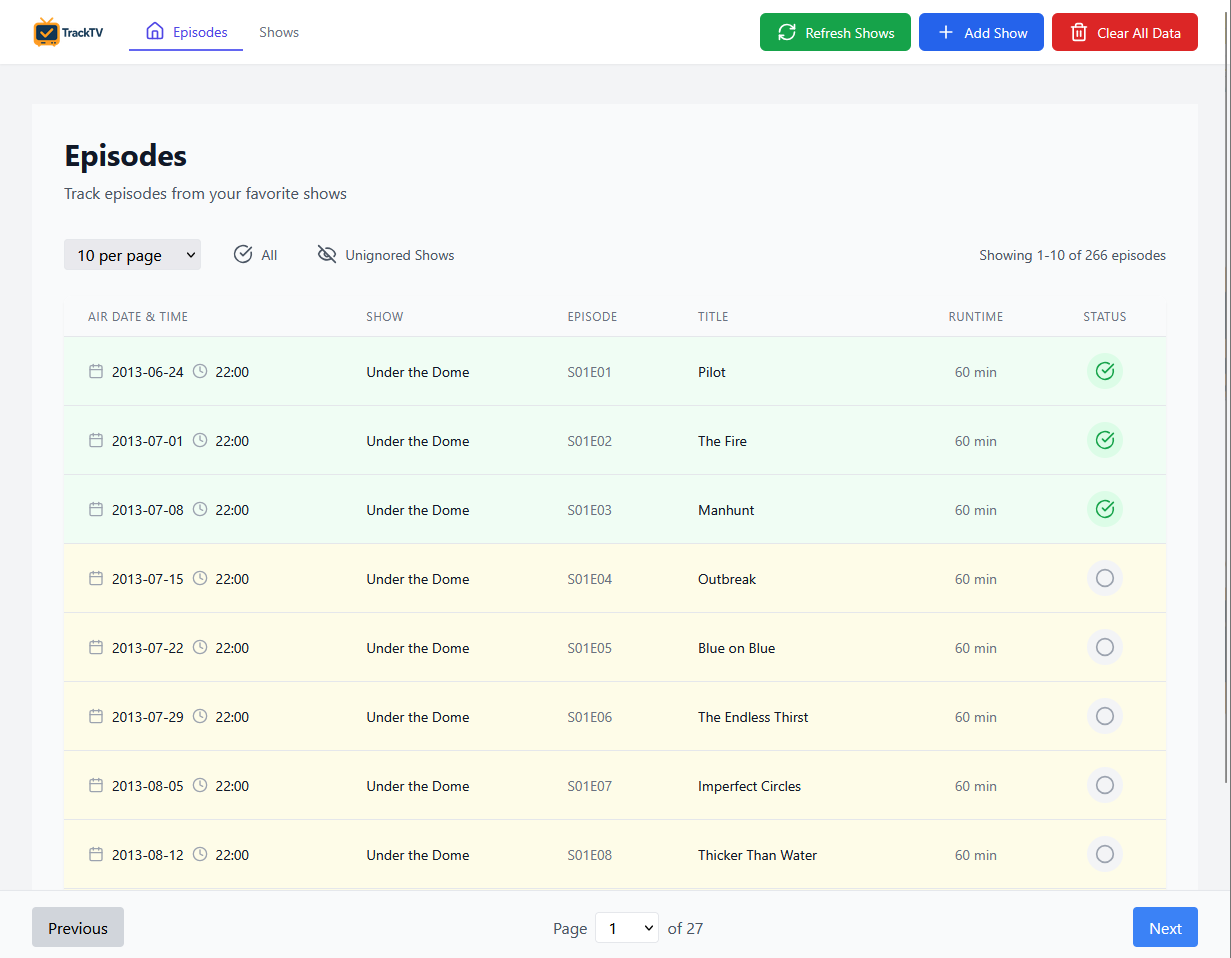 TrackTV Episodes Shows Refresh Shows Add Show Clear All Data
Episodes
Track episodes from your favorite shows
10 per page All Unignored Shows Showing 1-10 of 266 episodes
AIR DATE & TIME SHOW EPISODE TITLE RUNTIME STATUS
2013-06-24 22:00 Under the Dome S01E01 Pilot 60 min
2013-07-01 22:00 Under the Dome S01E02 The Fire 60 min
2013-07-08 22:00 Under the Dome S01E03 Manhunt 60 min
2013-07-15 22:00 Under the Dome S01E04 Outbreak 60 min
2013-07-22 22:00 Under the Dome S01E05 Blue on Blue 60 min
2013-07-29 22:00 Under the Dome S01E06 The Endless Thirst 60 min
2013-08-05 22:00 Under the Dome S01E07 Imperfect Circles 60 min
2013-08-12 22:00 Under the Dome S01E08 Thicker Than Water 60 min
Previous Page 1 of 27 Next